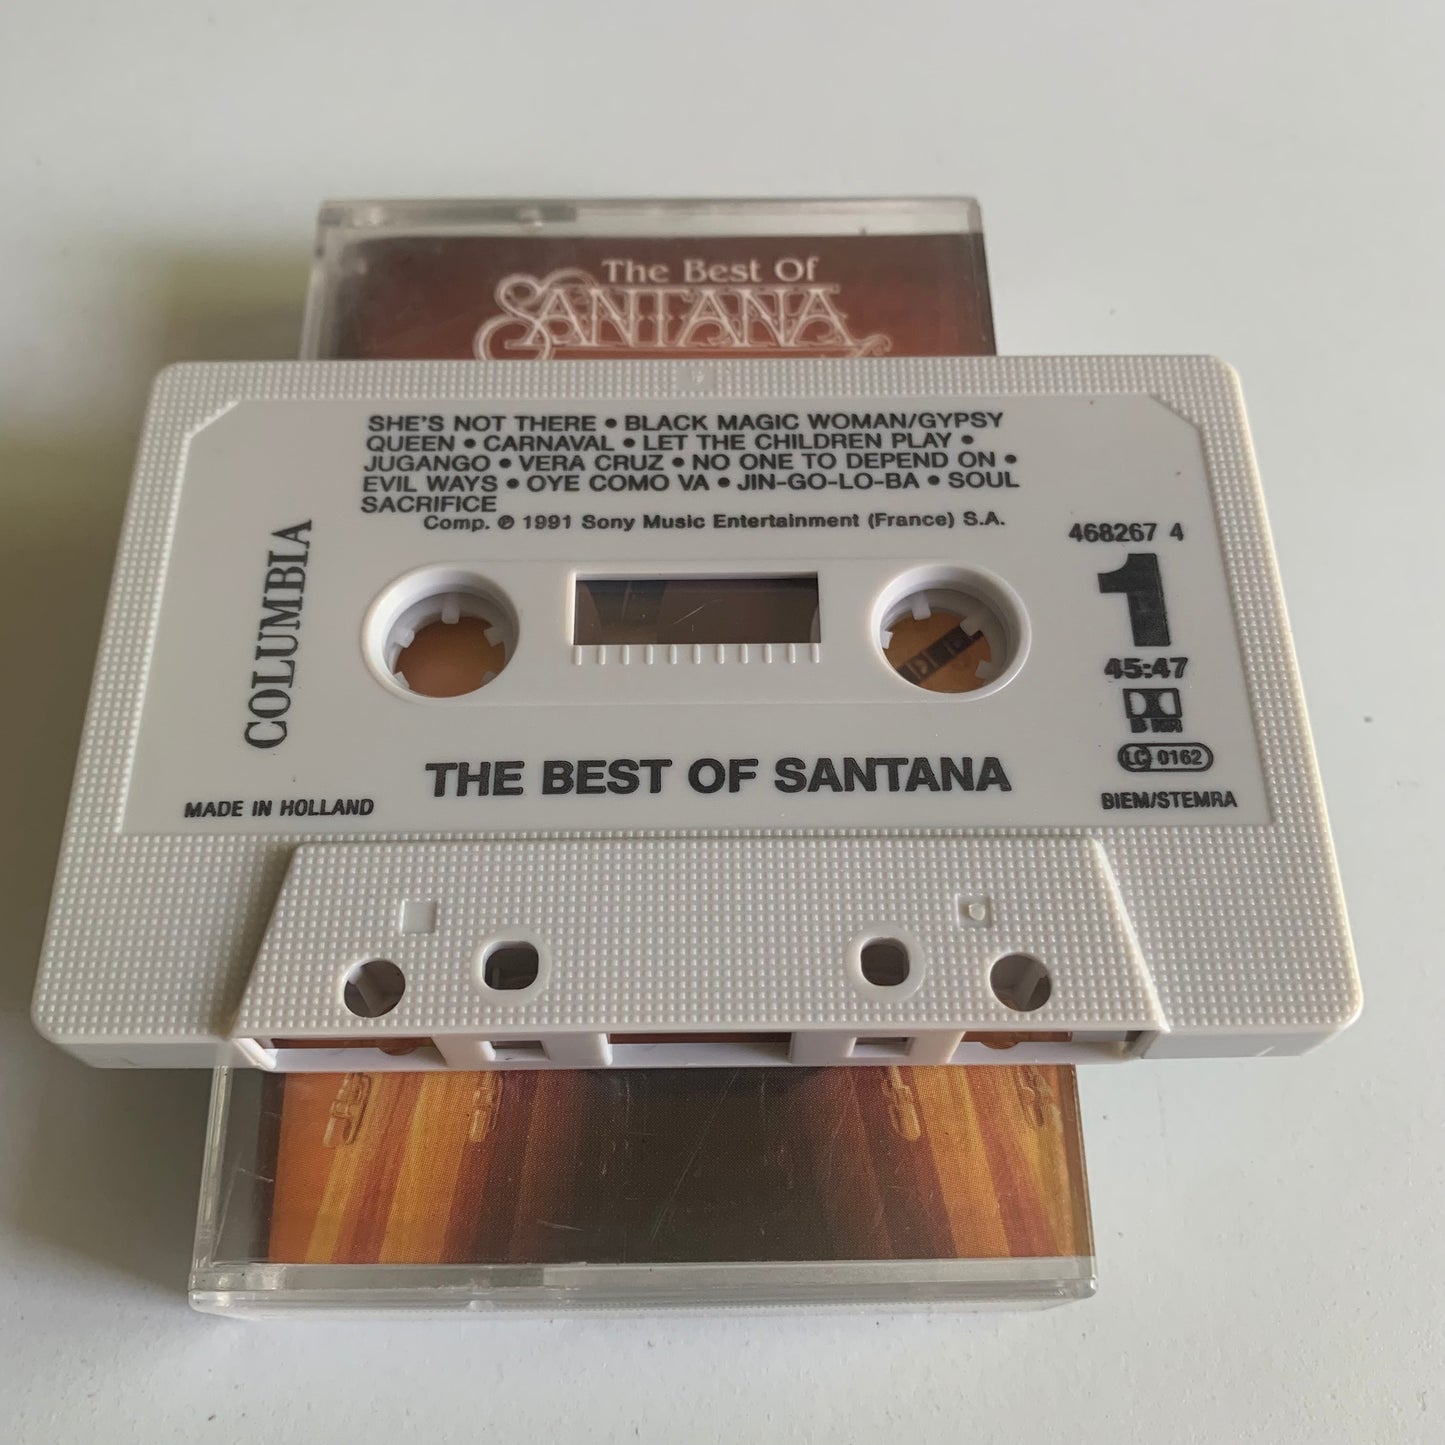 The Best Of
SANTANA
SHE'S NOT THERE • BLACK MAGIC WOMAN/GYPSY
QUEEN • CARNAVAL • LET THE CHILDREN PLAY •
JUGANGO • VERA CRUZ • NO ONE TO DEPEND ON •
EVIL WAYS • OYE COMO VA • JIN-GO-LO-BA • SOUL
SACRIFICE
Comp. ℗ 1991 Sony Music Entertainment (France) S.A.
COLUMBIA
468267 4
1
45:47
B NR
LC 0162
THE BEST OF SANTANA
MADE IN HOLLAND
BIEM/STEMRA